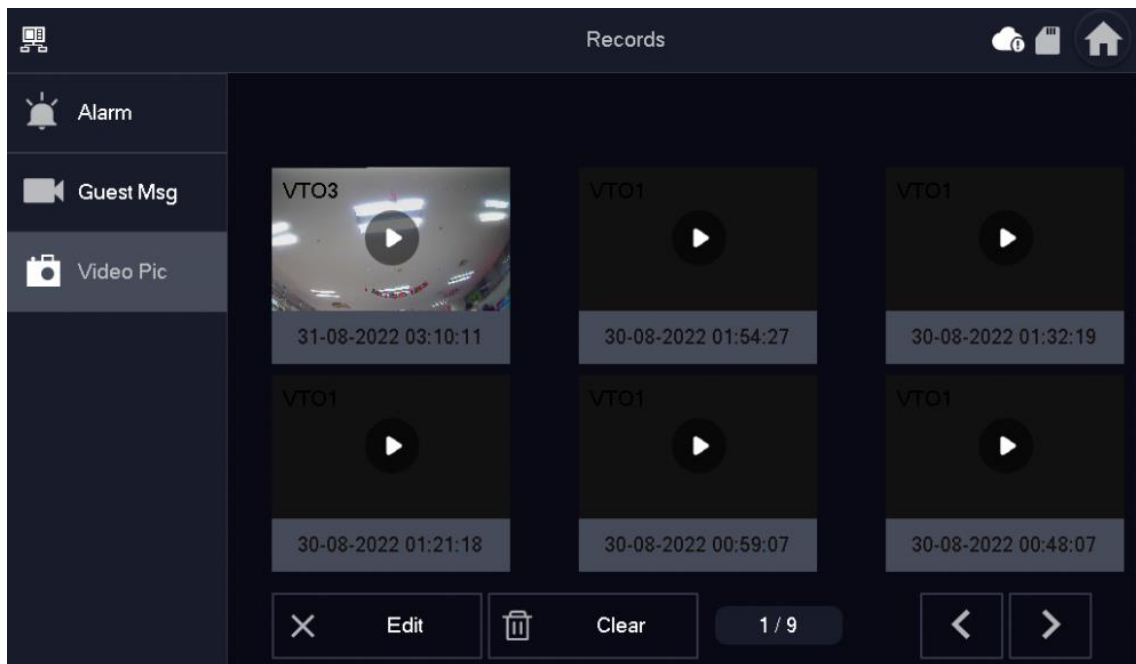 Records
Alarm
Guest Msg
Video Pic
VTO3
VTO1
VTO1
31-08-2022 03:10:11
30-08-2022 01:54:27
30-08-2022 01:32:19
VTO1
VTO1
VTO1
30-08-2022 01:21:18
30-08-2022 00:59:07
30-08-2022 00:48:07
Edit
Clear
1 / 9